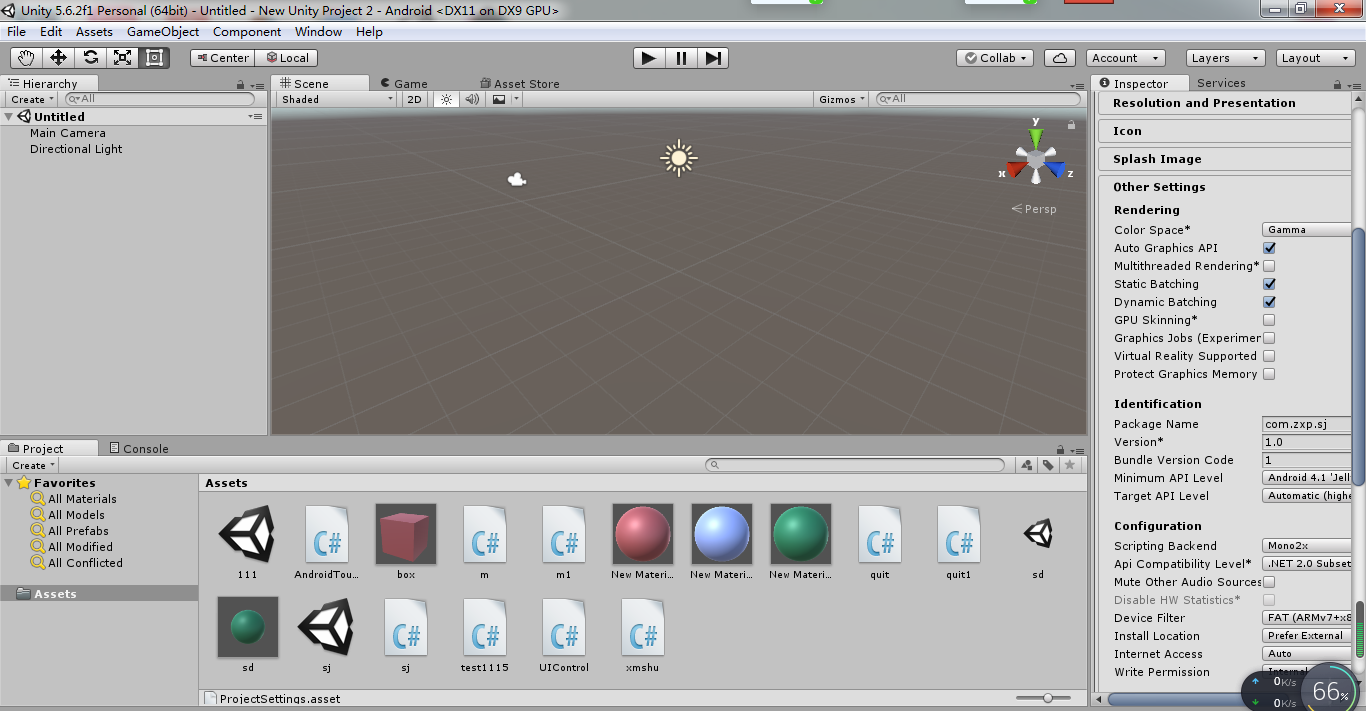 Unity 5.6.2f1 Personal (64bit) - Untitled - New Unity Project 2 - Android <DX11 on DX9 GPU>
File Edit Assets GameObject Component Window Help
Center Local Collab Account Layers Layout
Hierarchy
Create All
Untitled
Main Camera
Directional Light
Scene Game Asset Store
Shaded 2D Gizmos All
y
x z
Persp
Inspector Services
Resolution and Presentation
Icon
Splash Image
Other Settings
Rendering
Color Space* Gamma
Auto Graphics API
Multithreaded Rendering*
Static Batching
Dynamic Batching
GPU Skinning*
Graphics Jobs (Experimer
Virtual Reality Supported
Protect Graphics Memory
Identification
Package Name com.zxp.sj
Version* 1.0
Bundle Version Code 1
Minimum API Level Android 4.1 'Jell
Target API Level Automatic (highe
Configuration
Scripting Backend Mono2x
Api Compatibility Level* .NET 2.0 Subset
Mute Other Audio Sources
Disable HW Statistics*
Device Filter FAT (ARMv7+x8
Install Location Prefer External
Internet Access Auto
Write Permission Internal
0K/s
0K/s
66%
Project Console
Create
Favorites
All Materials
All Models
All Prefabs
All Modified
All Conflicted
Assets
Assets
C# C# C# C# C#
111 AndroidTou... box m m1 New Materi... New Materi... New Materi... quit quit1 sd
C# C# C# C#
sd sj sj test1115 UIControl xmshu
ProjectSettings.asset